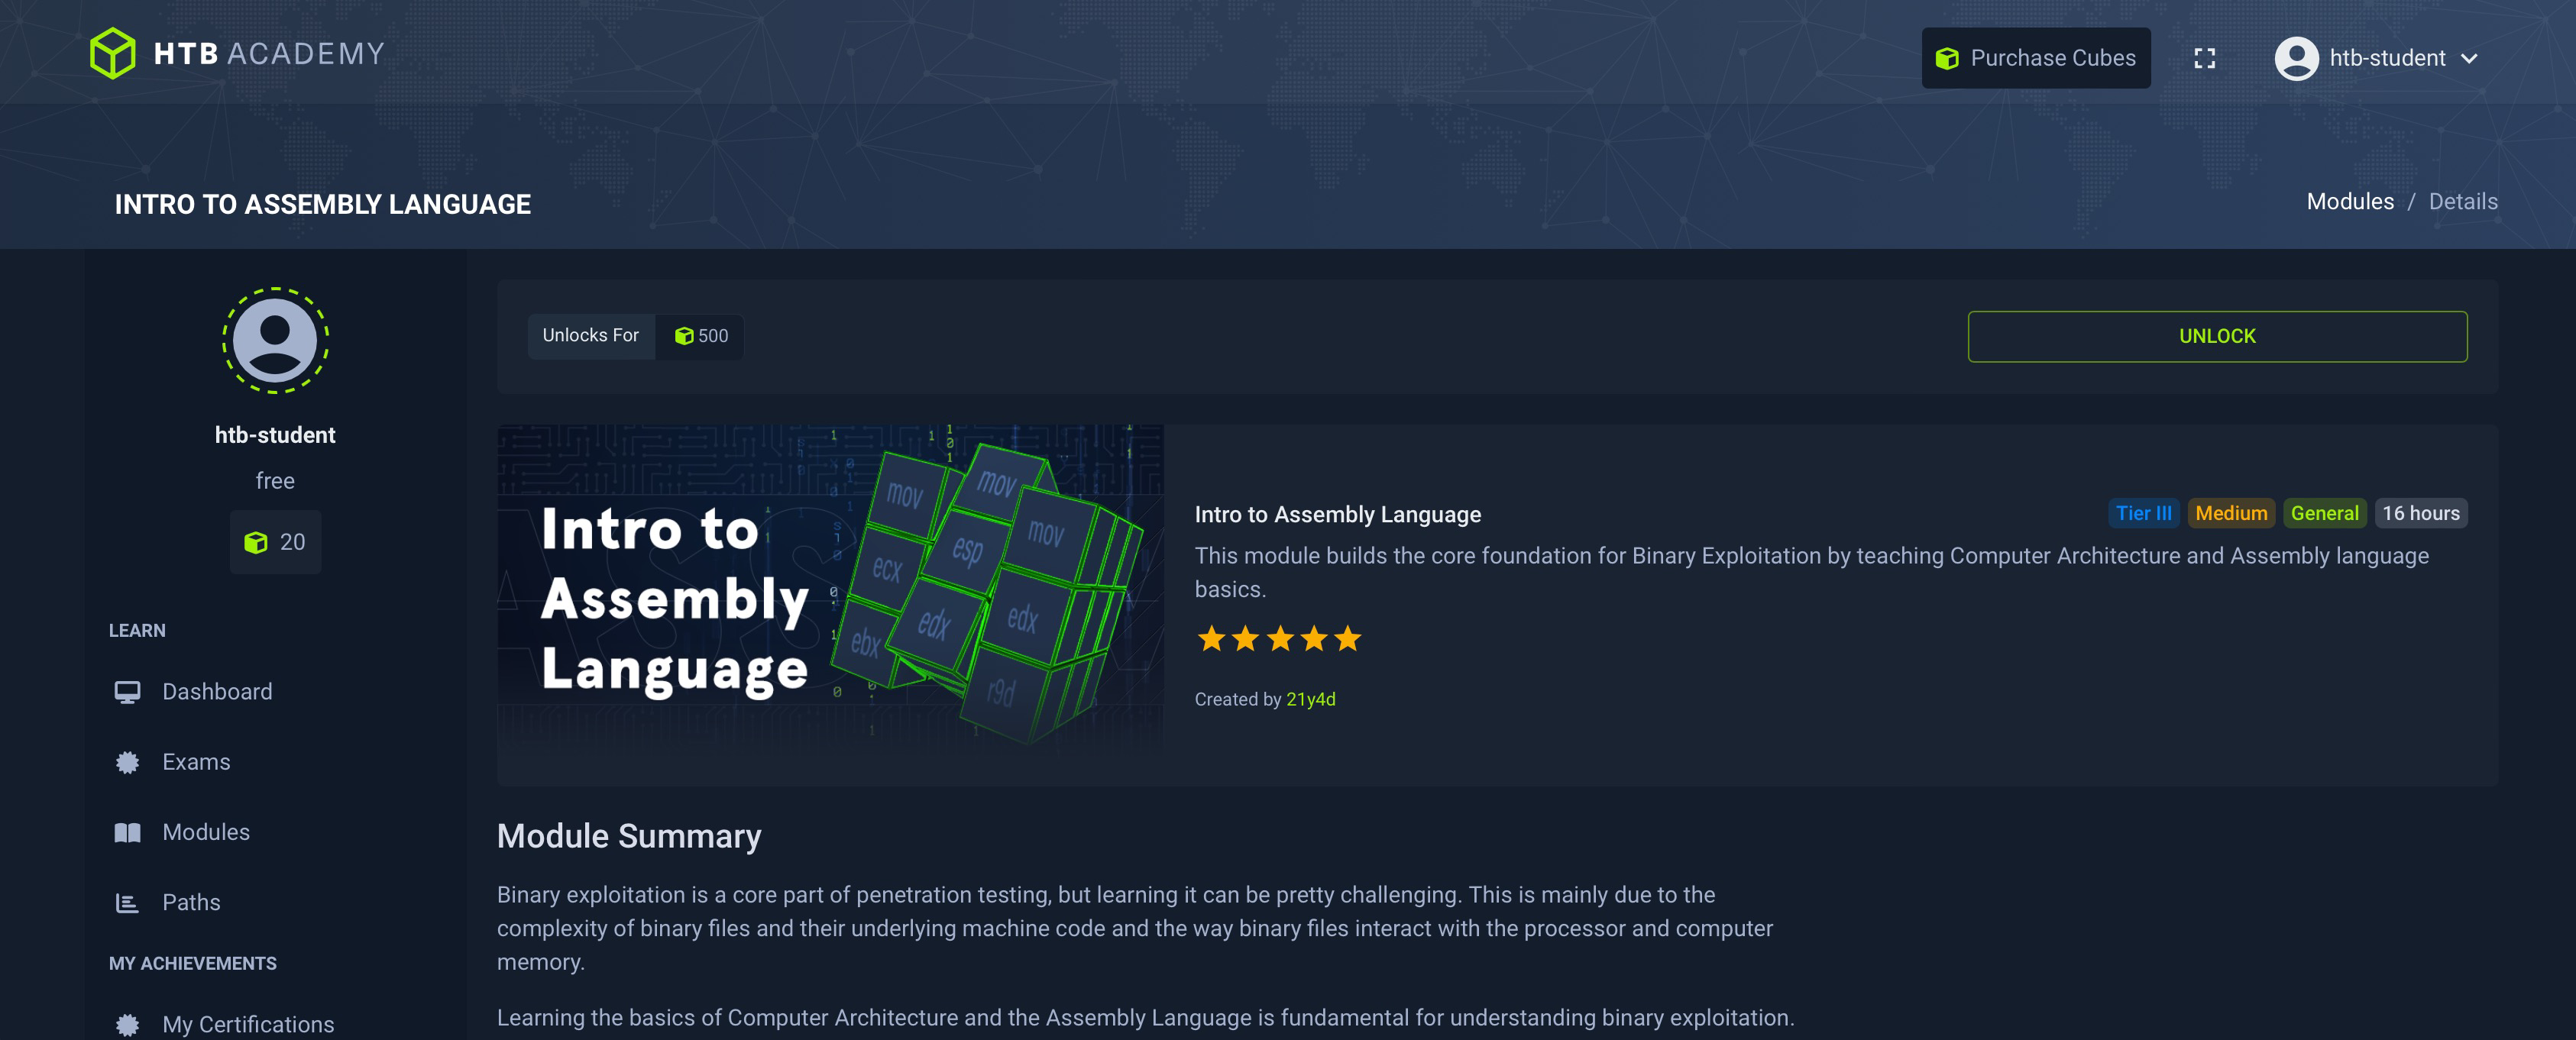 HTB ACADEMY
Purchase Cubes
htb-student
INTRO TO ASSEMBLY LANGUAGE
Modules / Details
htb-student
free
20
LEARN
Dashboard
Exams
Modules
Paths
MY ACHIEVEMENTS
My Certifications
Unlocks For 500
UNLOCK
Intro to
Assembly
Language
mov
mov
mov
ecx
esp
edx
ebx
edx
r9d
Intro to Assembly Language
Tier III Medium General 16 hours
This module builds the core foundation for Binary Exploitation by teaching Computer Architecture and Assembly language
basics.
Created by 21y4d
Module Summary
Binary exploitation is a core part of penetration testing, but learning it can be pretty challenging. This is mainly due to the
complexity of binary files and their underlying machine code and the way binary files interact with the processor and computer
memory.
Learning the basics of Computer Architecture and the Assembly Language is fundamental for understanding binary exploitation.